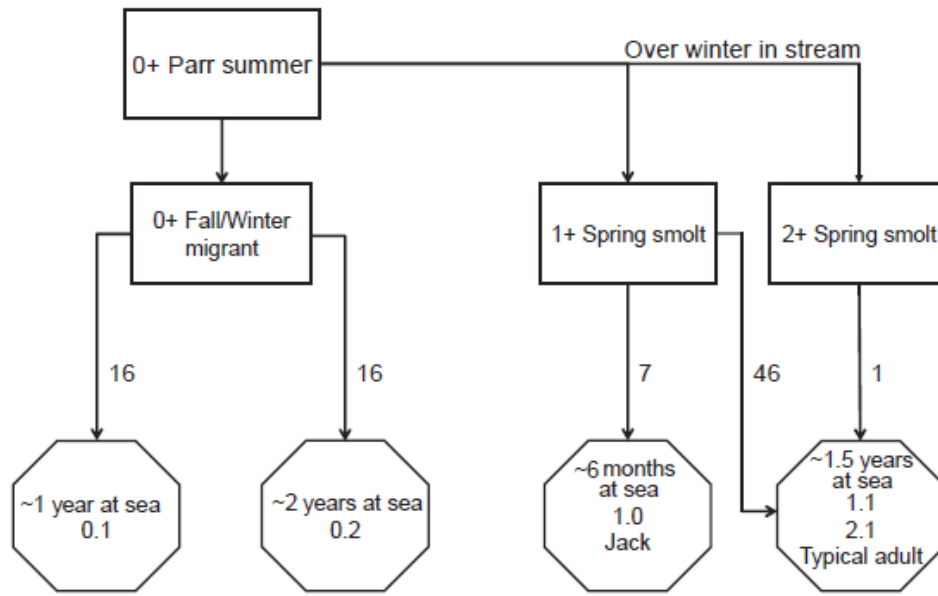 0+ Parr summer
Over winter in stream
0+ Fall/Winter
migrant
1+ Spring smolt
2+ Spring smolt
16
16
7
46
1
~1 year at sea
0.1
~2 years at sea
0.2
~6 months
at sea
1.0
Jack
~1.5 years
at sea
1.1
2.1
Typical adult